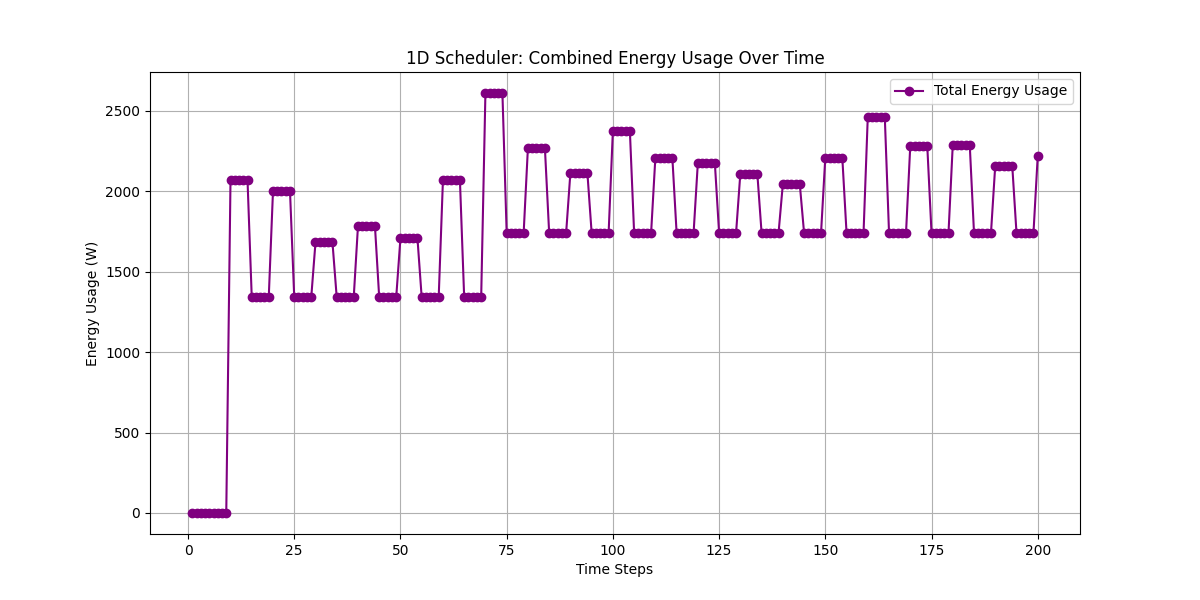 1D Scheduler: Combined Energy Usage Over Time
Total Energy Usage
Energy Usage (W)
2500
2000
1500
1000
500
0
0 25 50 75 100 125 150 175 200
Time Steps